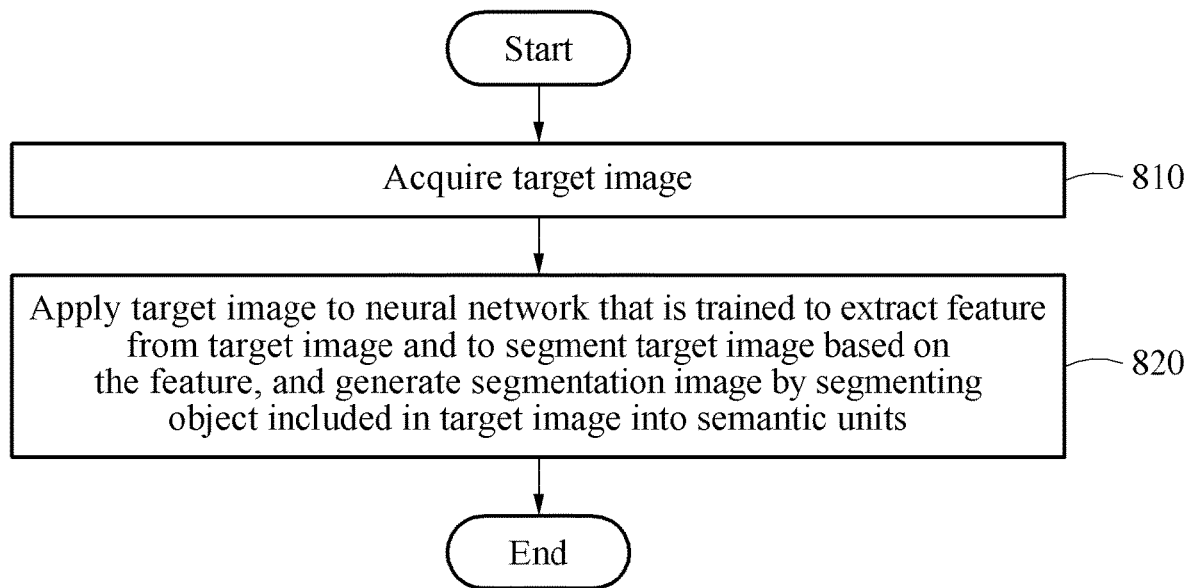 Start
Acquire target image
810
Apply target image to neural network that is trained to extract feature
from target image and to segment target image based on
the feature, and generate segmentation image by segmenting
object included in target image into semantic units
820
End